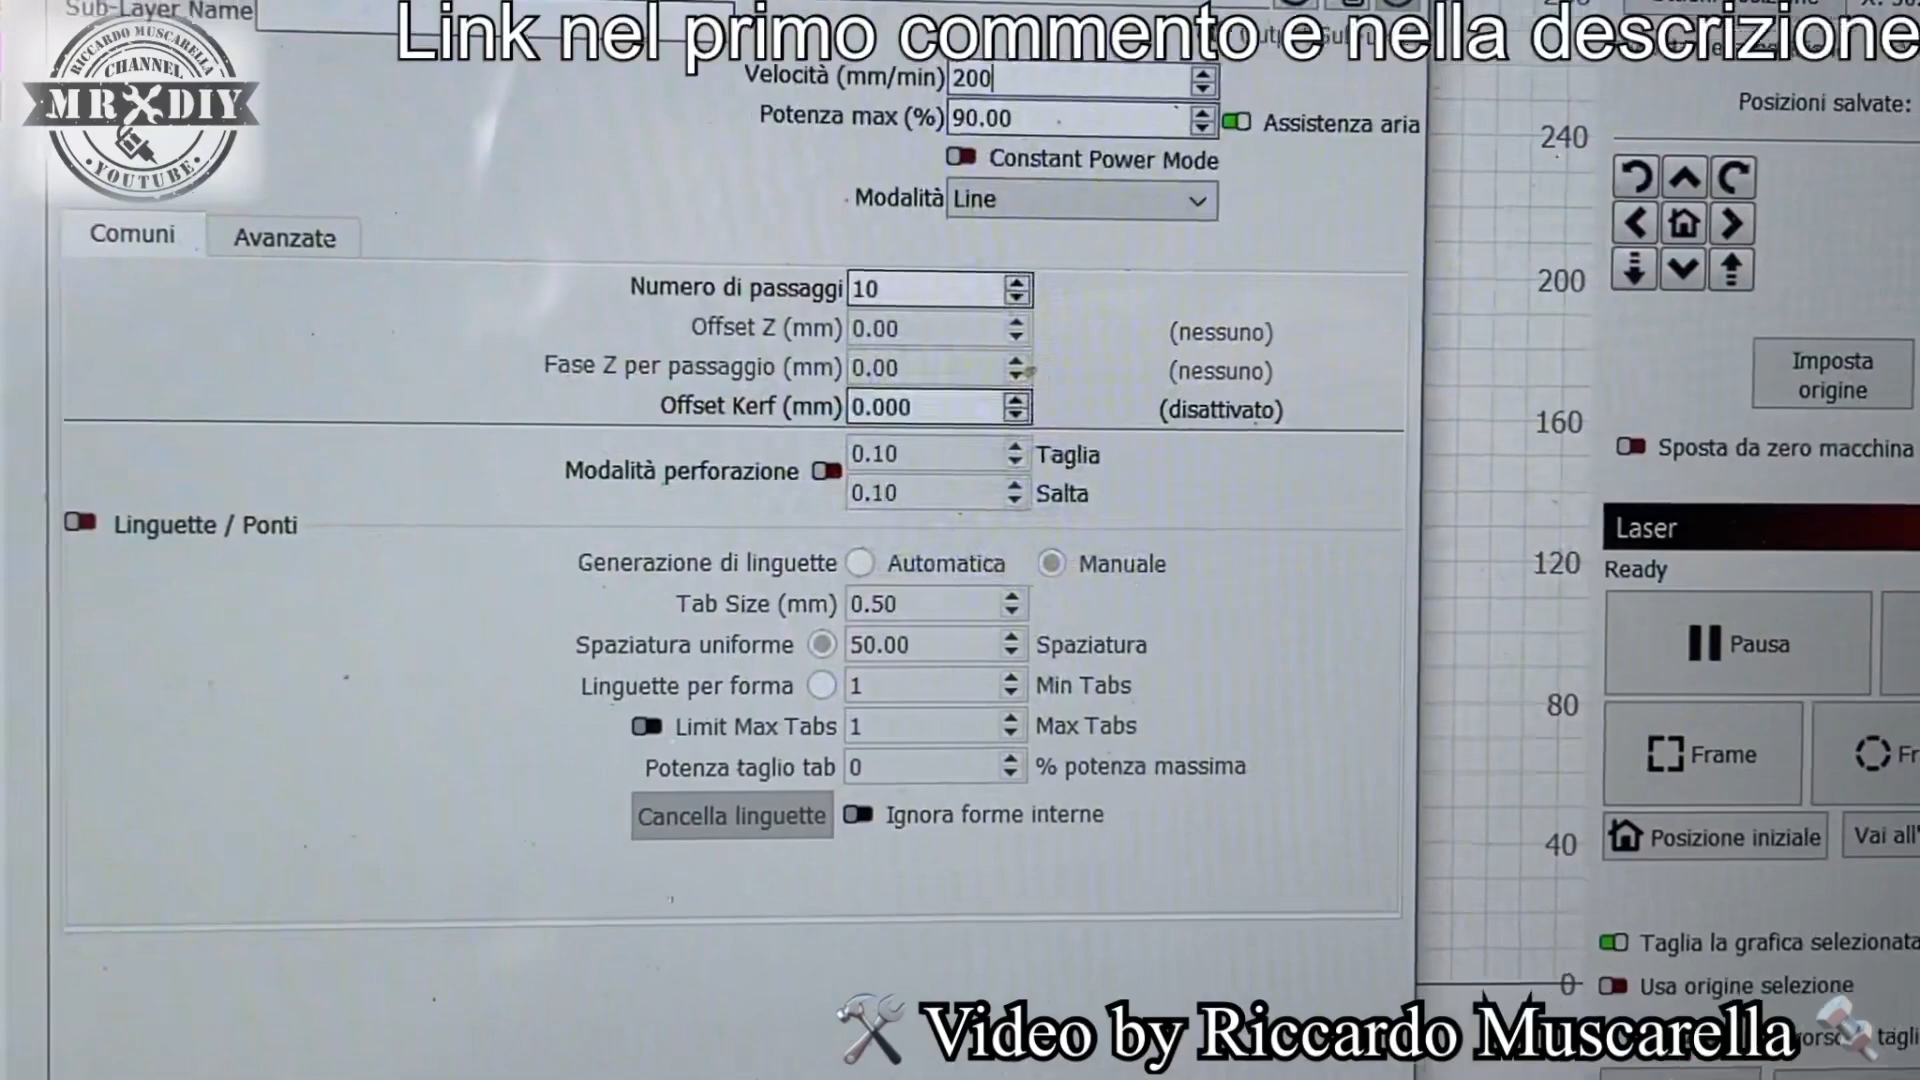 Sub-Layer Name
Link nel primo commento e nella descrizione
RICCARDO MUSCARELLA
CHANNEL
MR DIY
YOUTUBE
Velocità (mm/min) 200
Potenza max (%) 90.00 Assistenza aria
Constant Power Mode
Modalità Line
Comuni Avanzate
Numero di passaggi 10
Offset Z (mm) 0.00 (nessuno)
Fase Z per passaggio (mm) 0.00 (nessuno)
Offset Kerf (mm) 0.000 (disattivato)
Modalità perforazione 0.10 Taglia
0.10 Salta
Linguette / Ponti
Generazione di linguette Automatica Manuale
Tab Size (mm) 0.50
Spaziatura uniforme 50.00 Spaziatura
Linguette per forma 1 Min Tabs
Limit Max Tabs 1 Max Tabs
Potenza taglio tab 0 % potenza massima
Cancella linguette Ignora forme interne
240
200
160
120
80
40
0
Posizioni salvate:
Imposta origine
Sposta da zero macchina
Laser
Ready
Pausa
Frame Fr
Posizione iniziale Vai all'
Taglia la grafica selezionata
Usa origine selezione
tagli
Video by Riccardo Muscarella